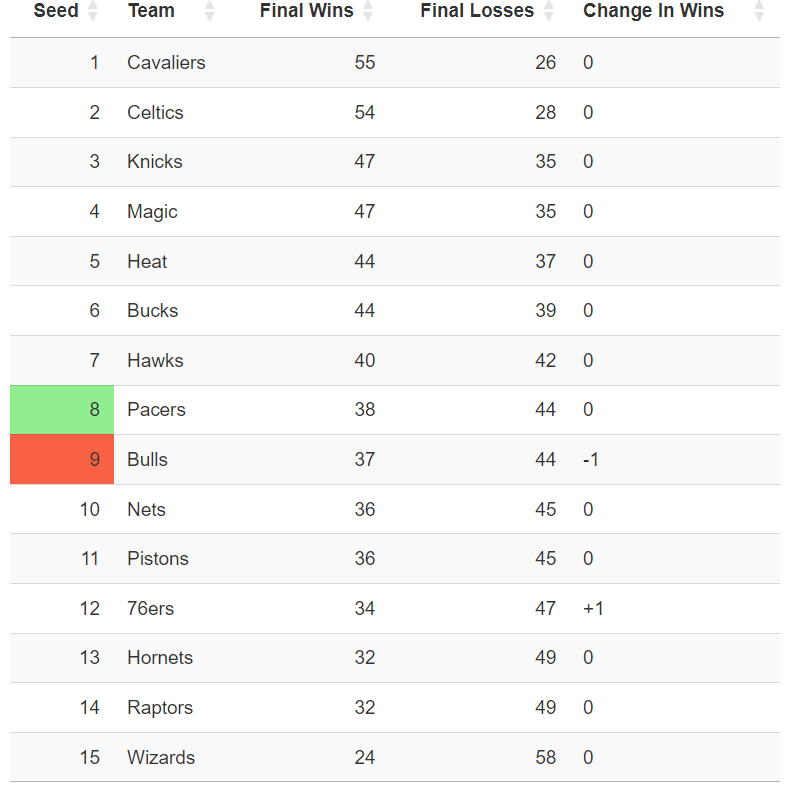 Seed Team Final Wins Final Losses Change In Wins
1 Cavaliers 55 26 0
2 Celtics 54 28 0
3 Knicks 47 35 0
4 Magic 47 35 0
5 Heat 44 37 0
6 Bucks 44 39 0
7 Hawks 40 42 0
8 Pacers 38 44 0
9 Bulls 37 44 -1
10 Nets 36 45 0
11 Pistons 36 45 0
12 76ers 34 47 +1
13 Hornets 32 49 0
14 Raptors 32 49 0
15 Wizards 24 58 0